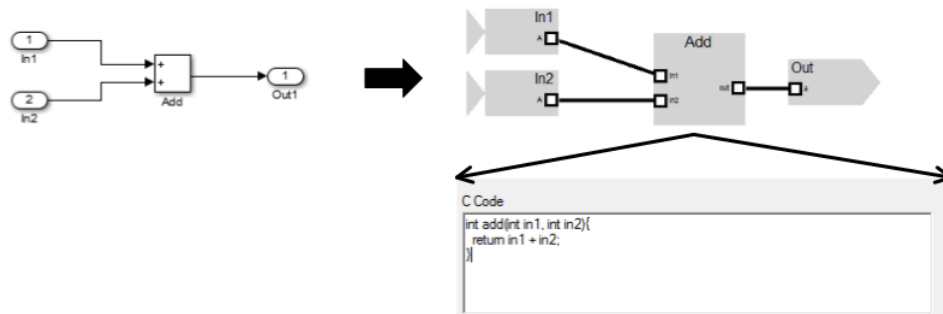 1
In1
2
In2
+
+
Add
1
Out1
In1
A
In2
A
Add
in1
in2
out
Out
a
C Code
int add(int in1, int in2){
return in1 + in2;
}